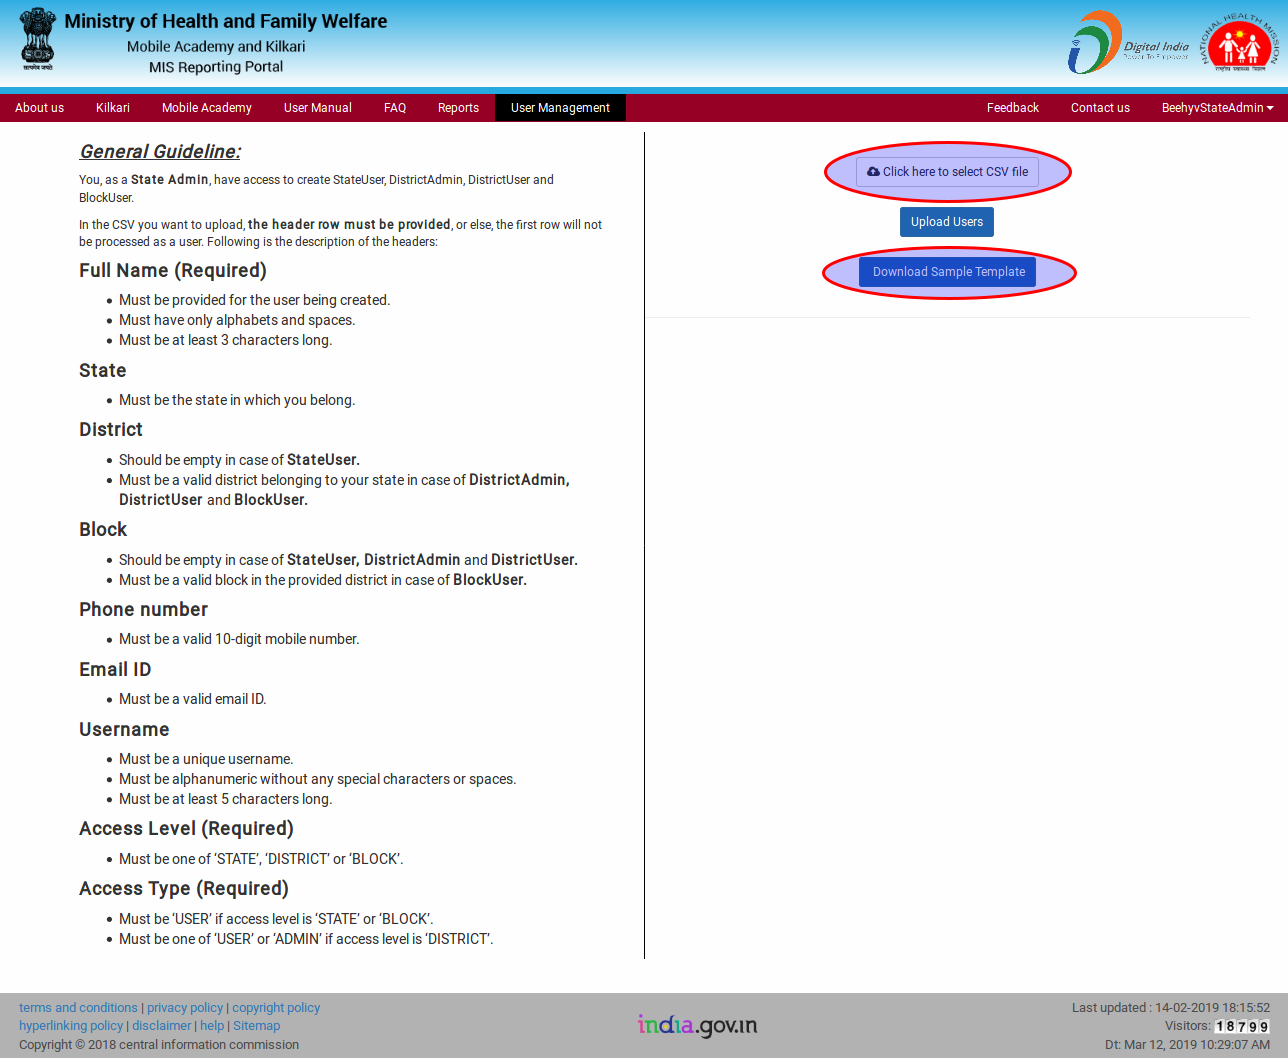 Ministry of Health and Family Welfare
Mobile Academy and Kilkari
MIS Reporting Portal
सत्यमेव जयते
Digital India
Power To Empower
NATIONAL HEALTH MISSION
राष्ट्रीय स्वास्थ्य मिशन
About us Kilkari Mobile Academy User Manual FAQ Reports User Management Feedback Contact us BeehyvStateAdmin
General Guideline:
You, as a State Admin, have access to create StateUser, DistrictAdmin, DistrictUser and
BlockUser.
In the CSV you want to upload, the header row must be provided, or else, the first row will not
be processed as a user. Following is the description of the headers:
Full Name (Required)
• Must be provided for the user being created.
• Must have only alphabets and spaces.
• Must be at least 3 characters long.
State
• Must be the state in which you belong.
District
• Should be empty in case of StateUser.
• Must be a valid district belonging to your state in case of DistrictAdmin,
DistrictUser and BlockUser.
Block
• Should be empty in case of StateUser, DistrictAdmin and DistrictUser.
• Must be a valid block in the provided district in case of BlockUser.
Phone number
• Must be a valid 10-digit mobile number.
Email ID
• Must be a valid email ID.
Username
• Must be a unique username.
• Must be alphanumeric without any special characters or spaces.
• Must be at least 5 characters long.
Access Level (Required)
• Must be one of ‘STATE’, ‘DISTRICT’ or ‘BLOCK’.
Access Type (Required)
• Must be ‘USER’ if access level is ‘STATE’ or ‘BLOCK’.
• Must be one of ‘USER’ or ‘ADMIN’ if access level is ‘DISTRICT’.
Click here to select CSV file
Upload Users
Download Sample Template
terms and conditions | privacy policy | copyright policy
hyperlinking policy | disclaimer | help | Sitemap
Copyright © 2018 central information commission
india.gov.in
Last updated : 14-02-2019 18:15:52
Visitors: 18799
Dt: Mar 12, 2019 10:29:07 AM